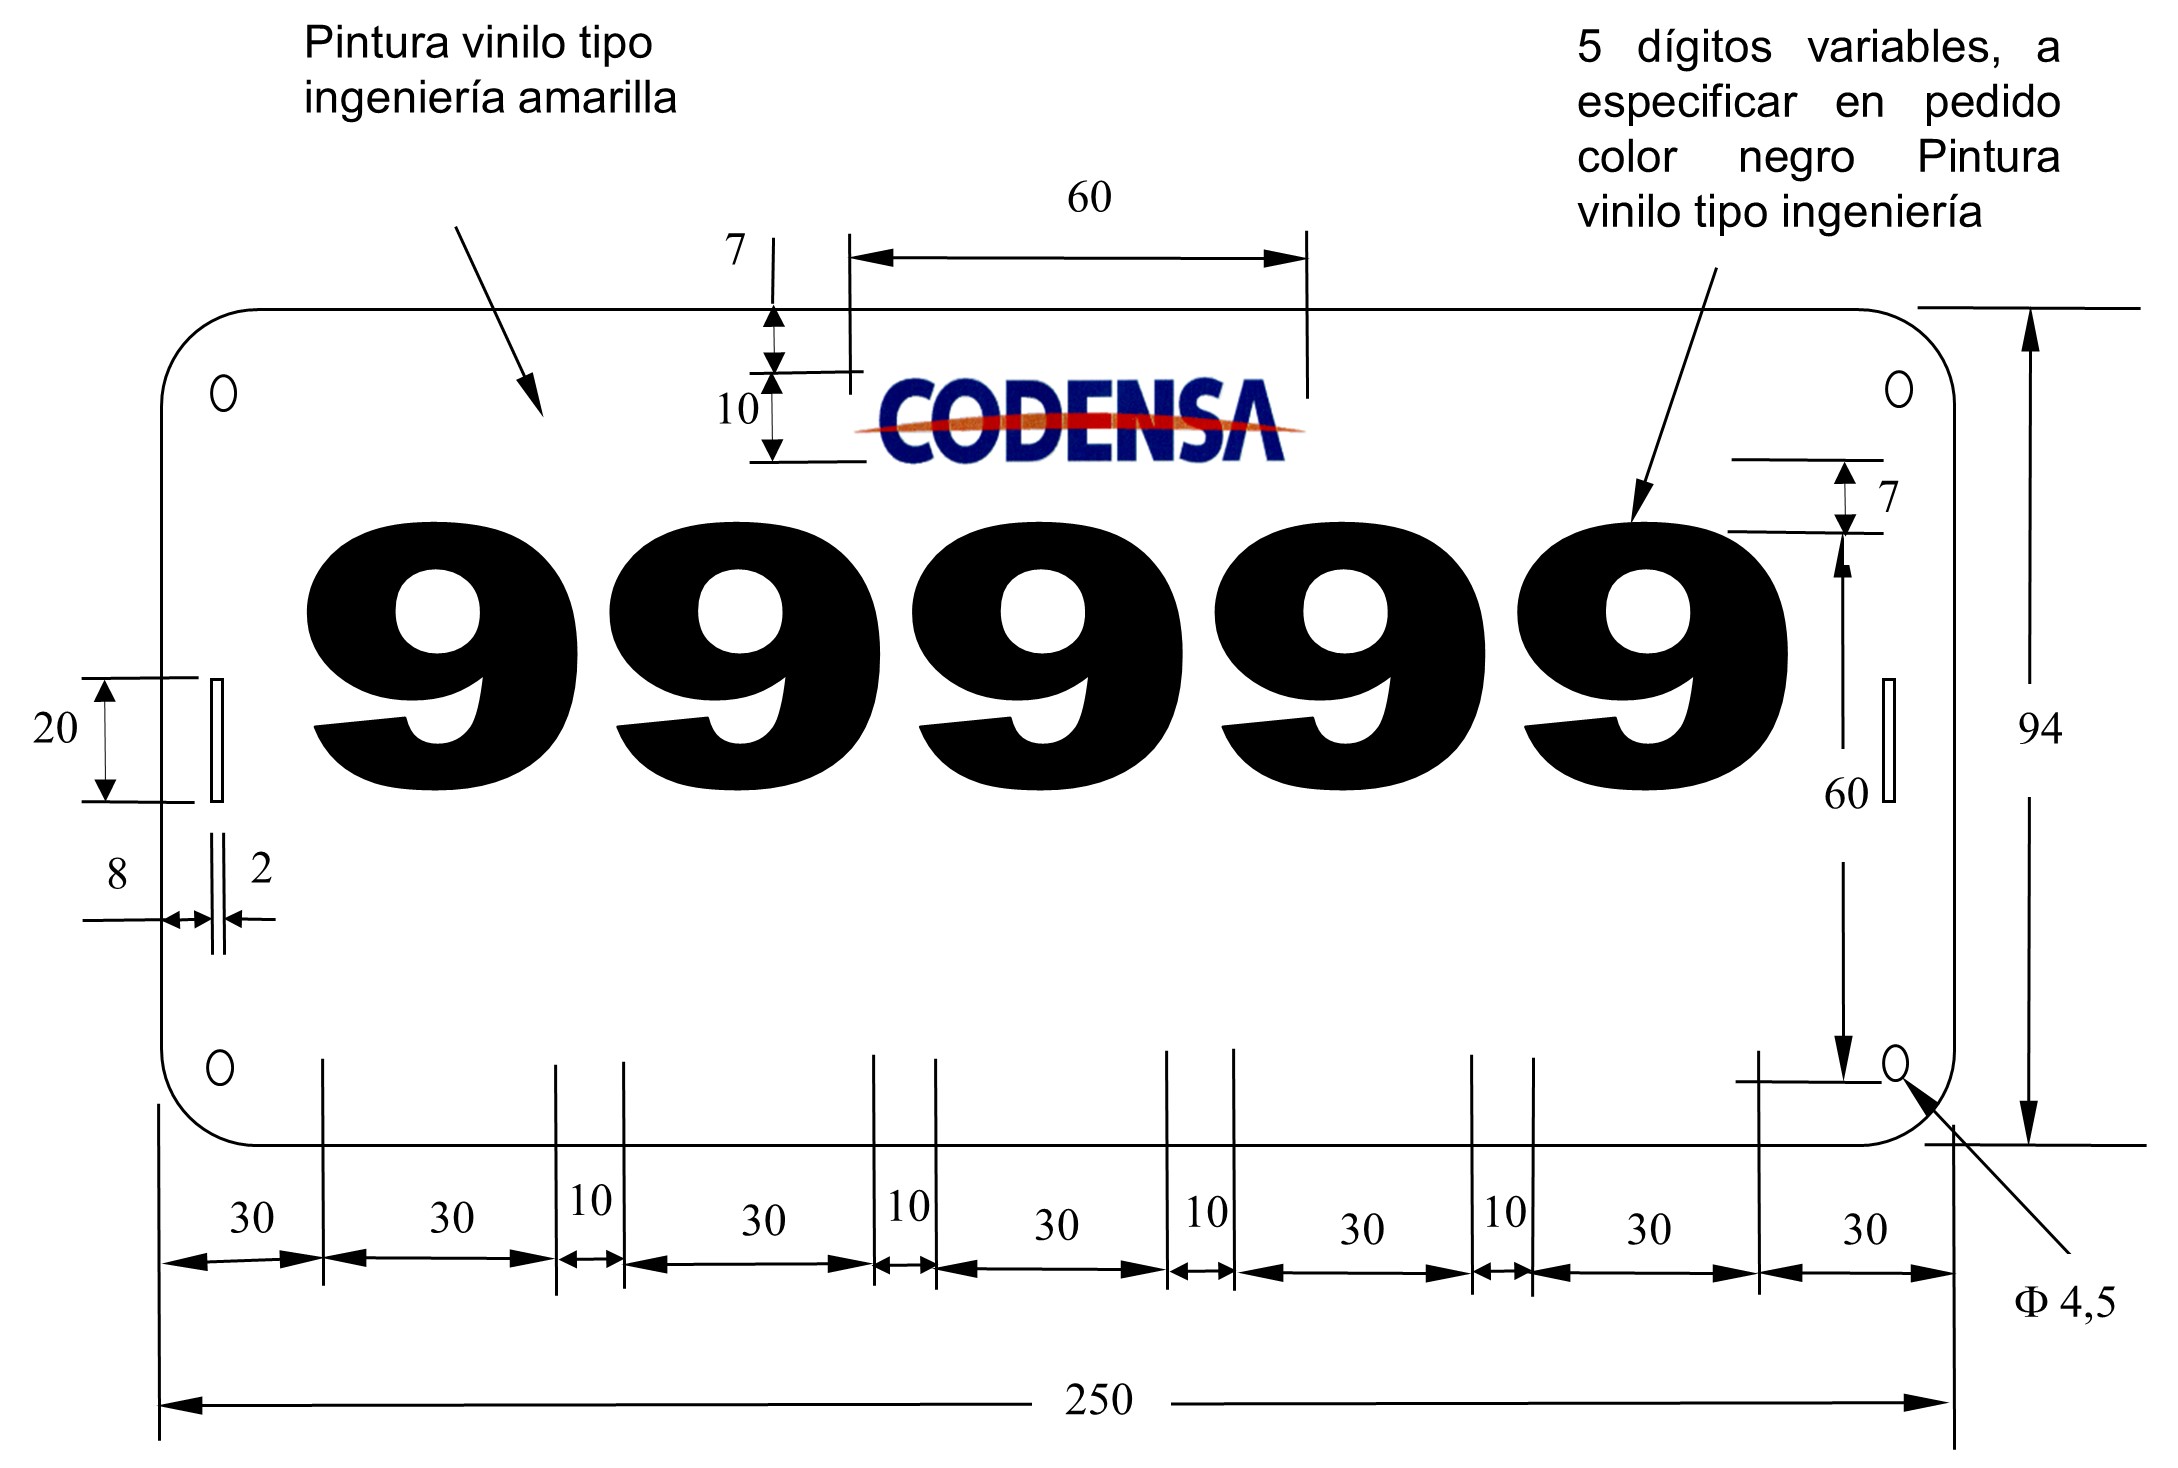 Pintura vinilo tipo
ingeniería amarilla
5 dígitos variables, a
especificar en pedido
color negro Pintura
vinilo tipo ingeniería
60
7
10
CODENSA
7
99999
20
94
60
8
2
30
30
10
30
10
30
10
30
10
30
30
Φ 4,5
250